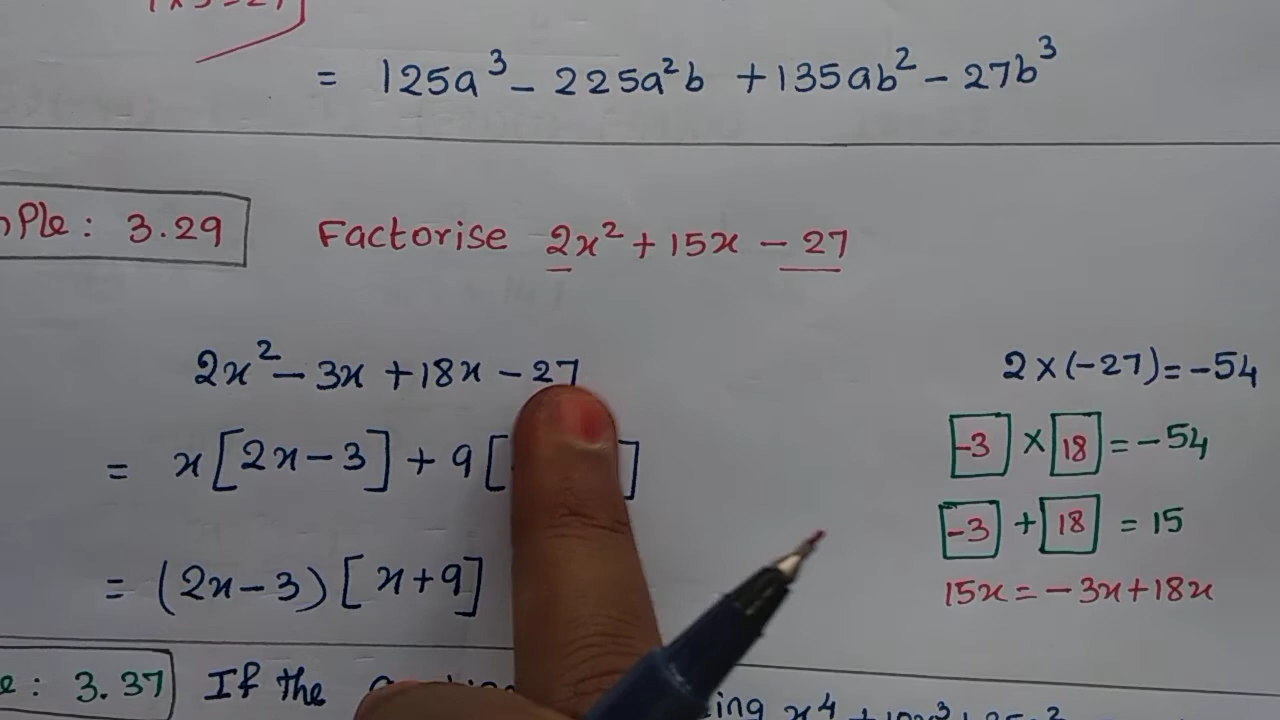 = 125a³ - 225a²b + 135ab² - 27b³
Ple: 3.29 Factorise 2x² + 15x - 27
2x² - 3x + 18x - 27
2 × (-27) = -54
= x[2x - 3] + 9[ ]
-3 × 18 = -54
-3 + 18 = 15
= (2x - 3) [x + 9]
15x = -3x + 18x
e: 3.37 If the
x⁴